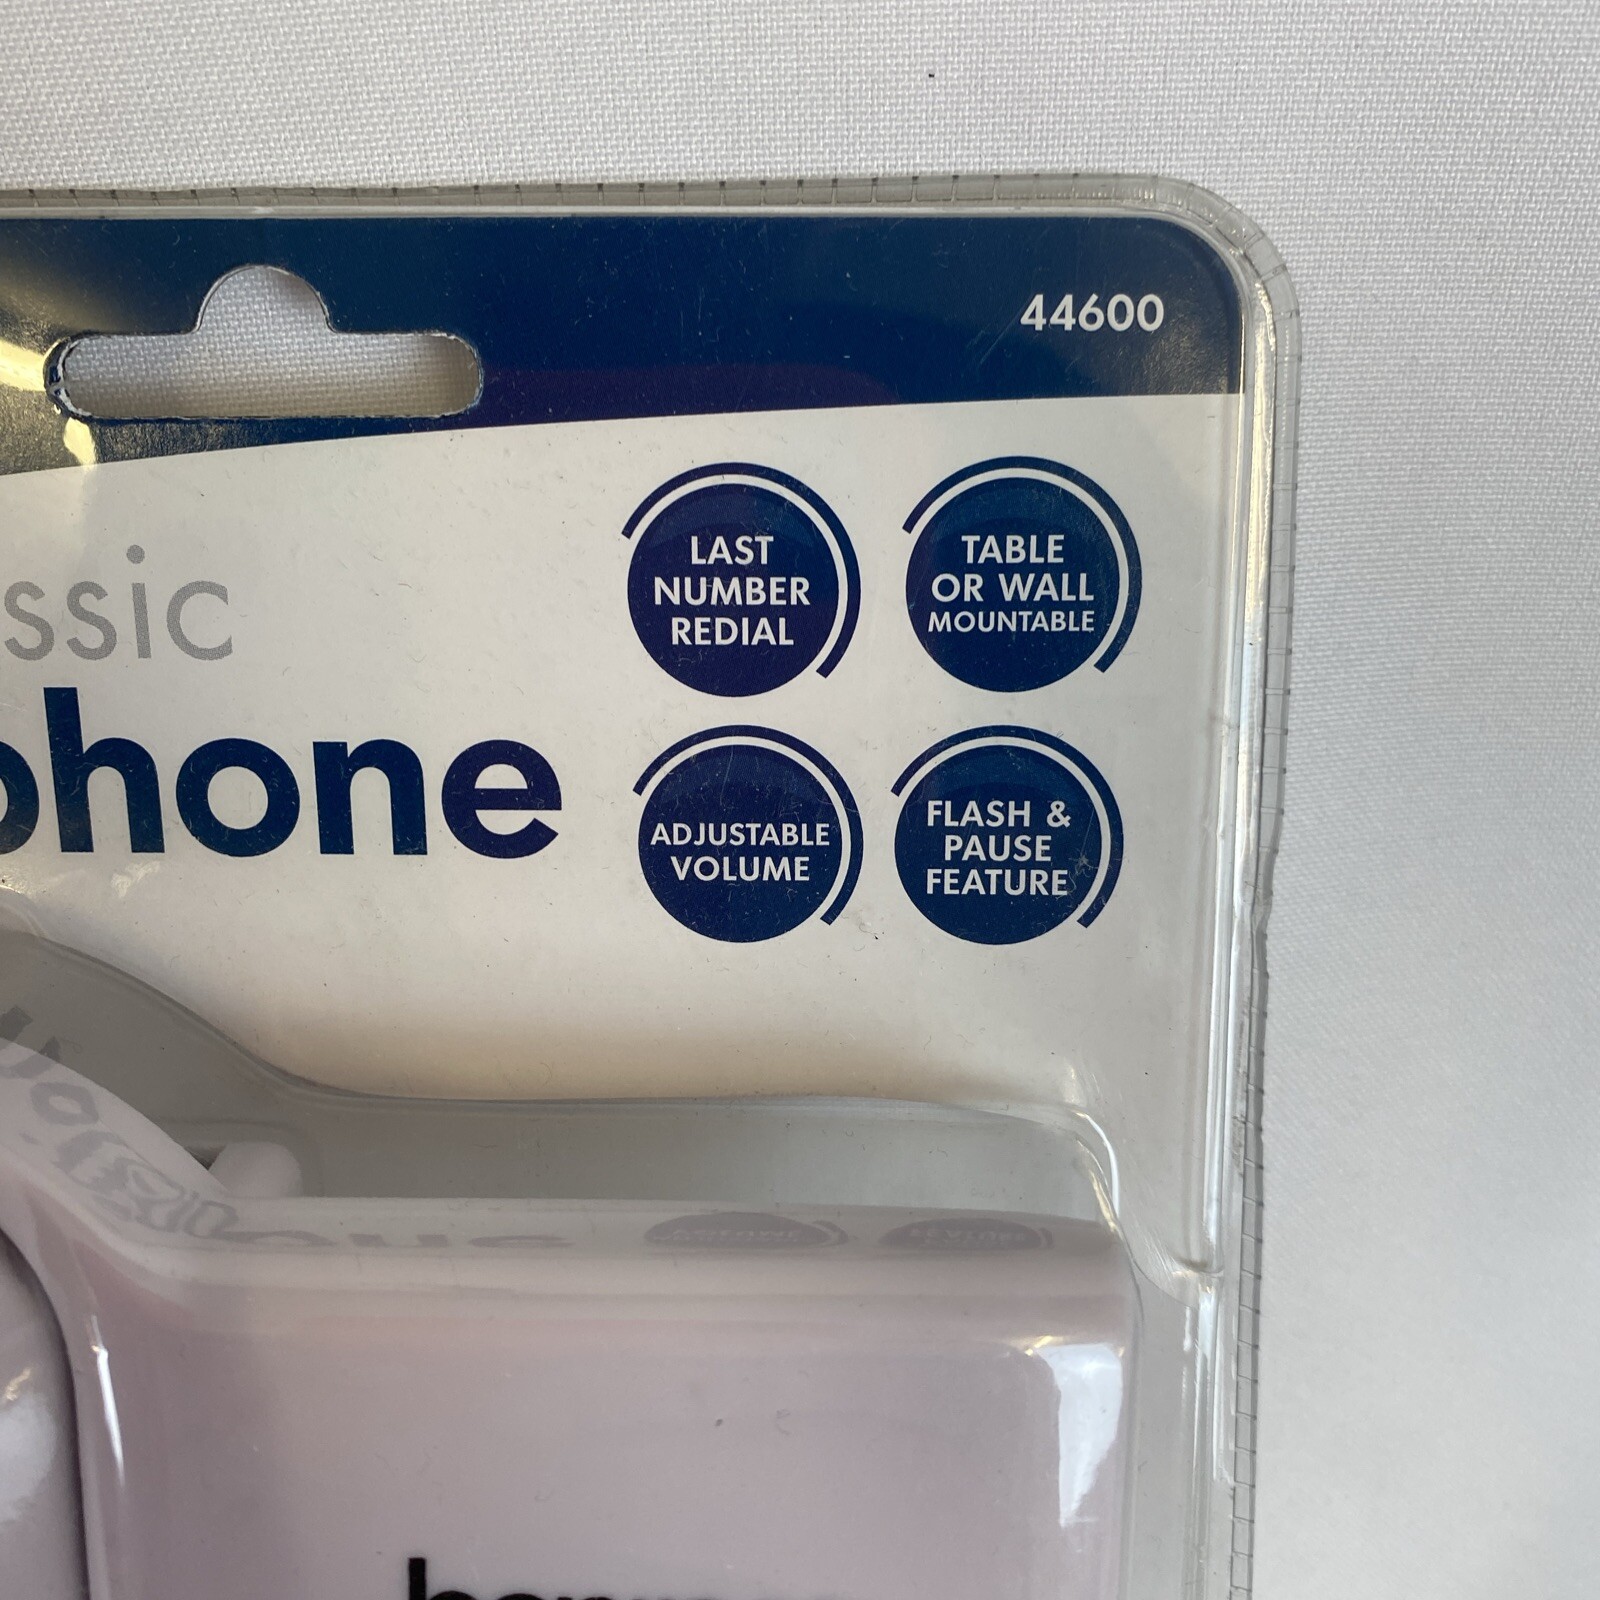 44600
ssic
phone
LAST
NUMBER
REDIAL
TABLE
OR WALL
MOUNTABLE
ADJUSTABLE
VOLUME
FLASH &
PAUSE
FEATURE